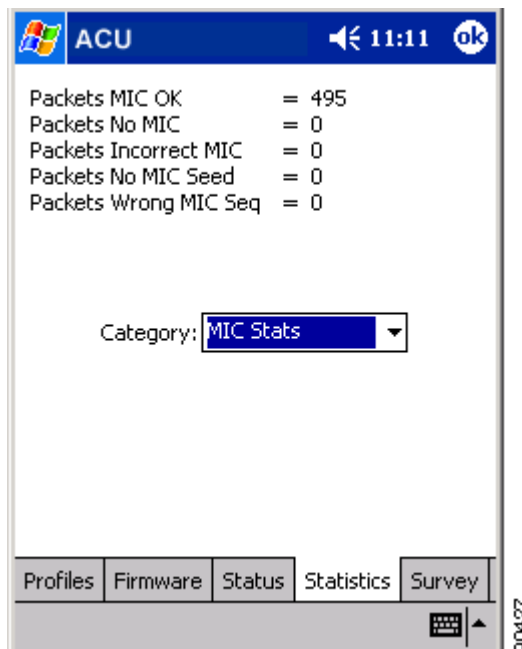 ACU 11:11 ok
Packets MIC OK = 495
Packets No MIC = 0
Packets Incorrect MIC = 0
Packets No MIC Seed = 0
Packets Wrong MIC Seq = 0
Category: MIC Stats
Profiles Firmware Status Statistics Survey